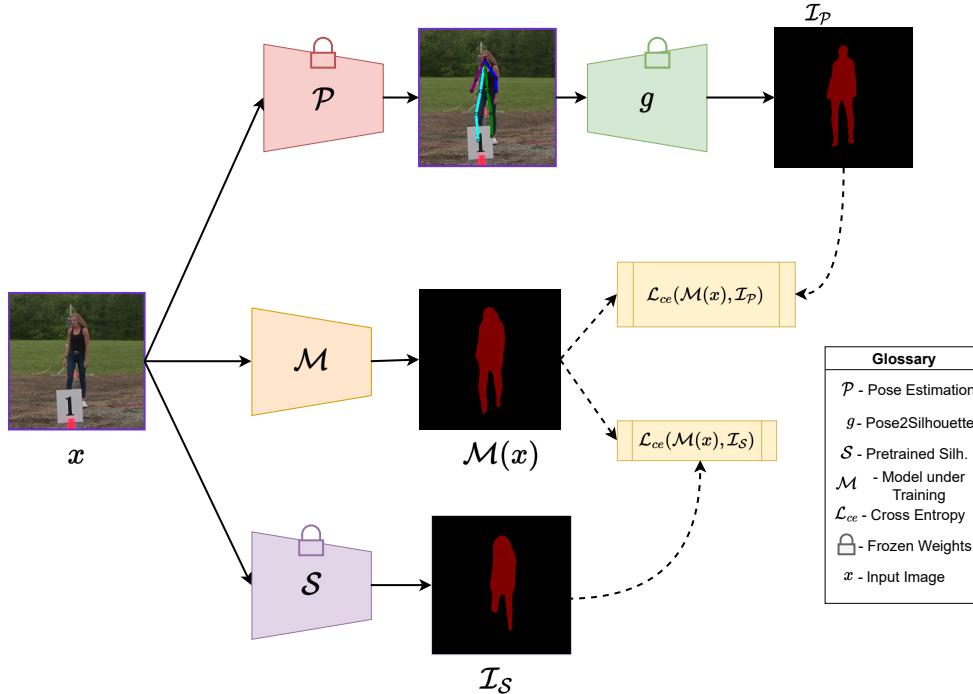 𝓘_𝓟
𝓟
1
g
𝓛_ce(𝓜(x), 𝓘_𝓟)
1
x
𝓜
𝓜(x)
𝓛_ce(𝓜(x), 𝓘_𝓢)
𝓢
𝓘_𝓢
Glossary
𝓟 - Pose Estimation
g - Pose2Silhouette
𝓢 - Pretrained Silh.
𝓜 - Model under
Training
𝓛_ce - Cross Entropy
- Frozen Weights
x - Input Image